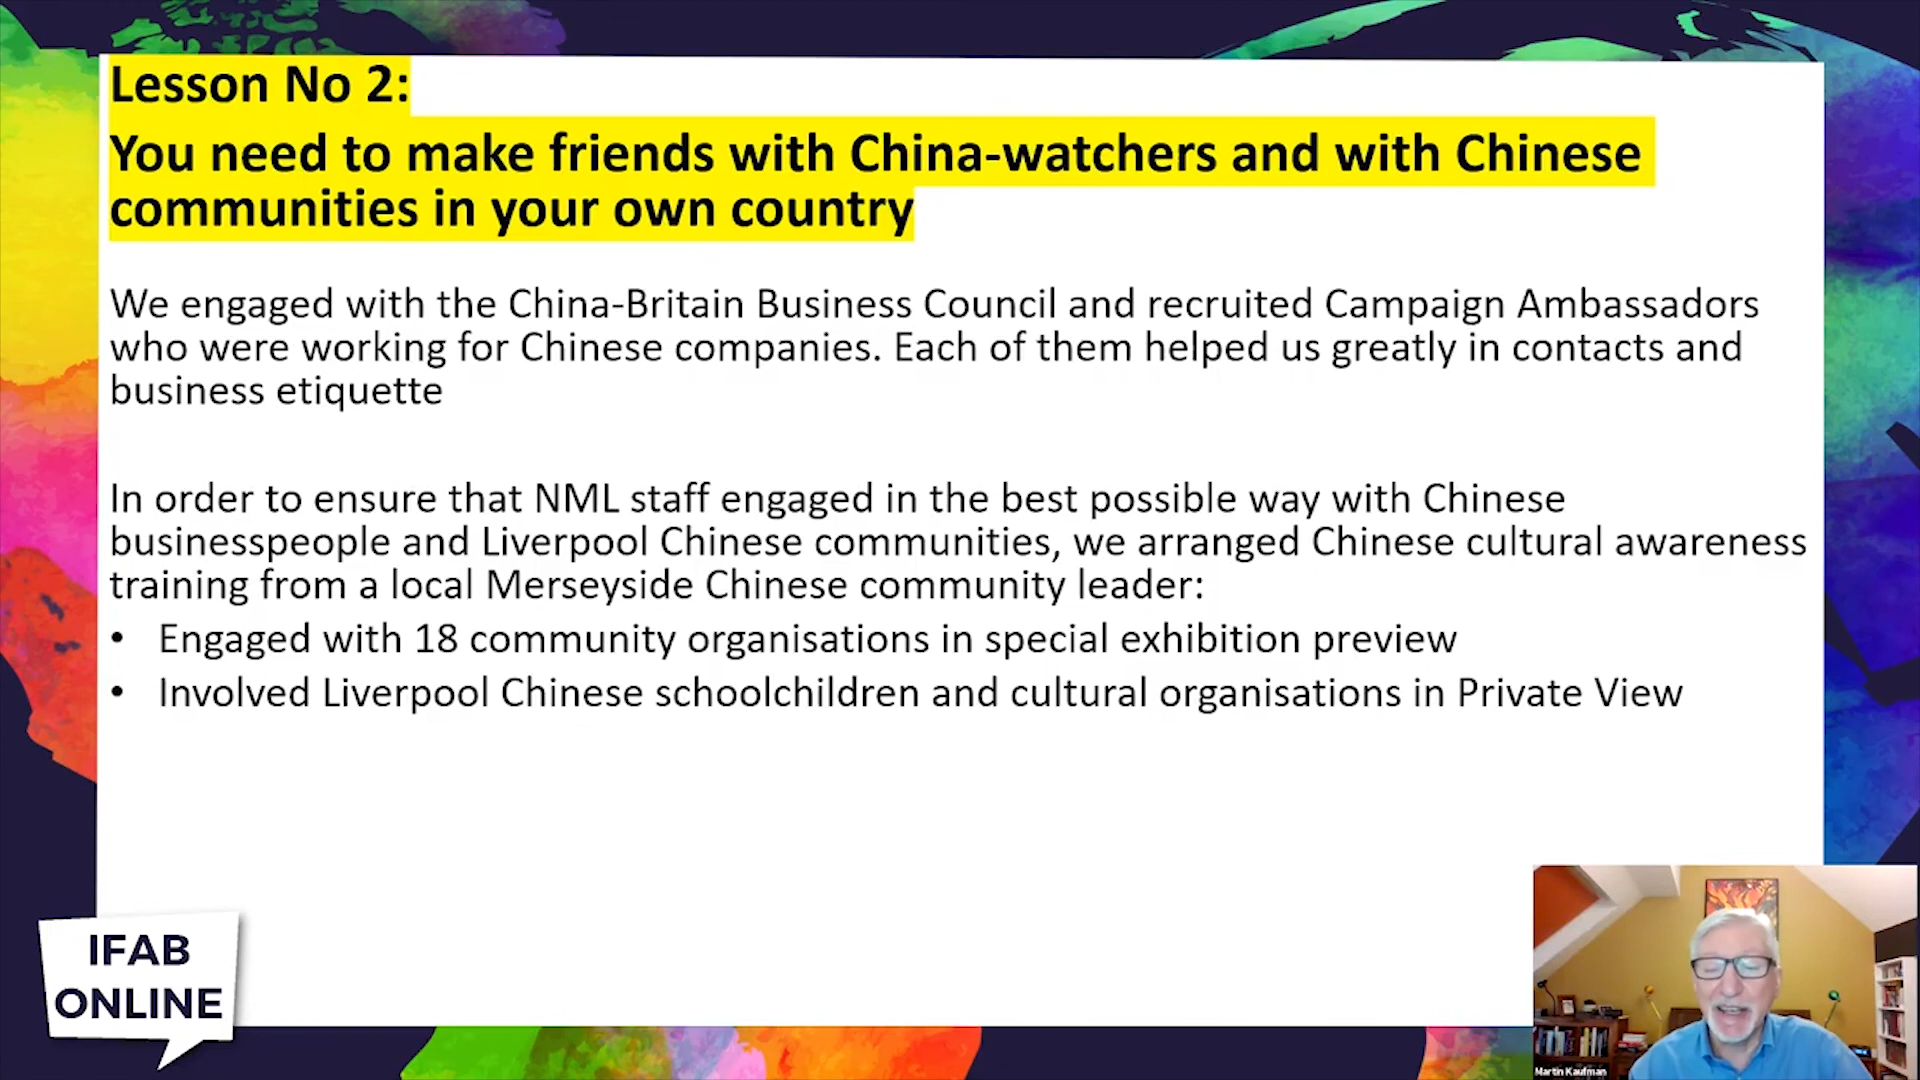 Lesson No 2:
You need to make friends with China-watchers and with Chinese
communities in your own country
We engaged with the China-Britain Business Council and recruited Campaign Ambassadors
who were working for Chinese companies. Each of them helped us greatly in contacts and
business etiquette
In order to ensure that NML staff engaged in the best possible way with Chinese
businesspeople and Liverpool Chinese communities, we arranged Chinese cultural awareness
training from a local Merseyside Chinese community leader:
• Engaged with 18 community organisations in special exhibition preview
• Involved Liverpool Chinese schoolchildren and cultural organisations in Private View
IFAB
ONLINE
Martin Kaufman